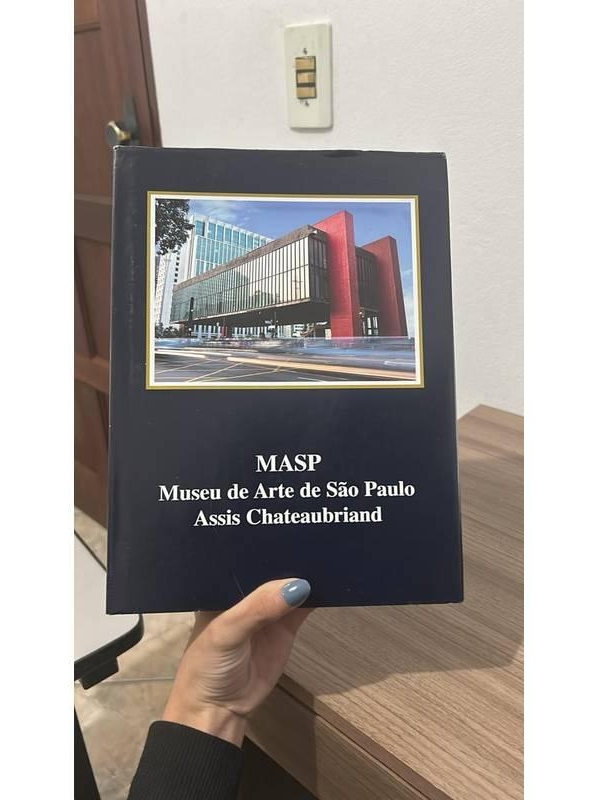 MASP
Museu de Arte de São Paulo
Assis Chateaubriand